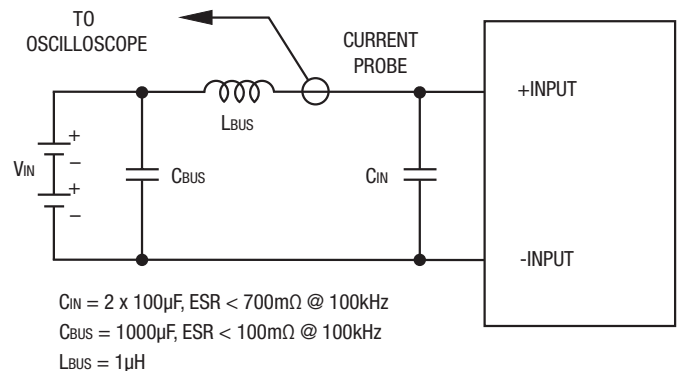 TO
OSCILLOSCOPE
CURRENT
PROBE
+INPUT
LBUS
+
VIN
–
+
–
CBUS
CIN
-INPUT
CIN = 2 x 100µF, ESR < 700mΩ @ 100kHz
CBUS = 1000µF, ESR < 100mΩ @ 100kHz
LBUS = 1µH